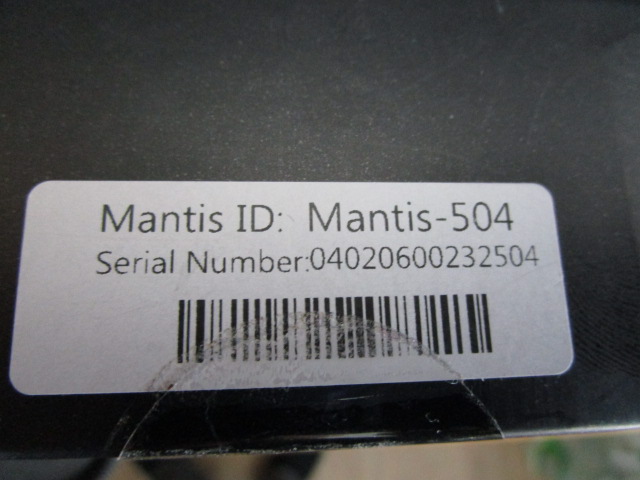 Mantis ID: Mantis-504
Serial Number:04020600232504